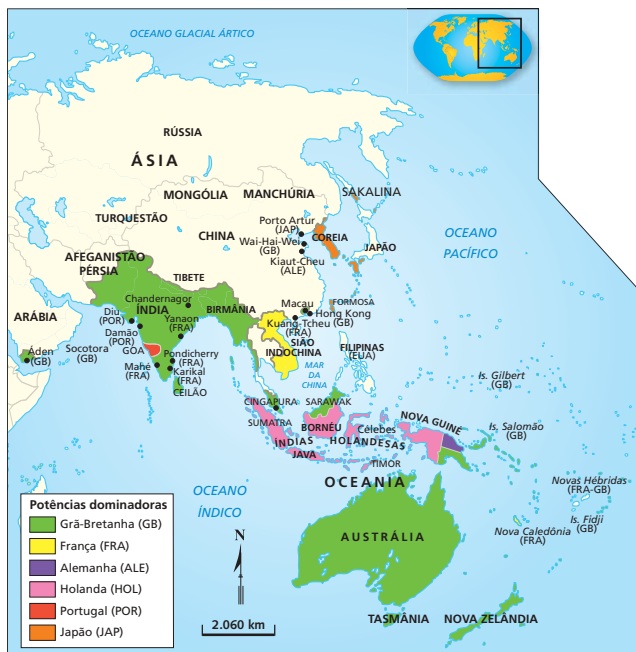 OCEANO GLACIAL ÁRTICO
RÚSSIA
ÁSIA
MONGÓLIA
MANCHÚRIA
SAKALINA
TURQUESTÃO
Porto Artur
(JAP)
CHINA
Wai-Hai-Wei
(GB)
COREIA
JAPÃO
OCEANO
PACÍFICO
Kiaut-Cheu
(ALE)
AFEGANISTÃO
PÉRSIA
TIBETE
Chandernagor
ÍNDIA
BIRMÂNIA
Macau
FORMOSA
Hong Kong
(GB)
ARÁBIA
Diu
(POR)
Yanaon
(FRA)
Kuang-Tcheu
(FRA)
Damão
(POR)
SIÃO
INDOCHINA
FILIPINAS
(EUA)
Áden
(GB)
Socotora
(GB)
GOA
Pondicherry
(FRA)
Mahé
(FRA)
Karikal
(FRA)
CEILÃO
MAR
DA
CHINA
Is. Gilbert
(GB)
CINGAPURA
SARAWAK
SUMATRA
BORNÉU
Célebes
NOVA GUINÉ
Is. Salomão
(GB)
ÍNDIAS HOLANDESAS
JAVA
TIMOR
OCEANIA
OCEANO
ÍNDICO
Novas Hébridas
(FRA-GB)
Is. Fidji
(GB)
Nova Caledônia
(FRA)
AUSTRÁLIA
TASMÂNIA
NOVA ZELÂNDIA
N
2.060 km
Potências dominadoras
Grã-Bretanha (GB)
França (FRA)
Alemanha (ALE)
Holanda (HOL)
Portugal (POR)
Japão (JAP)